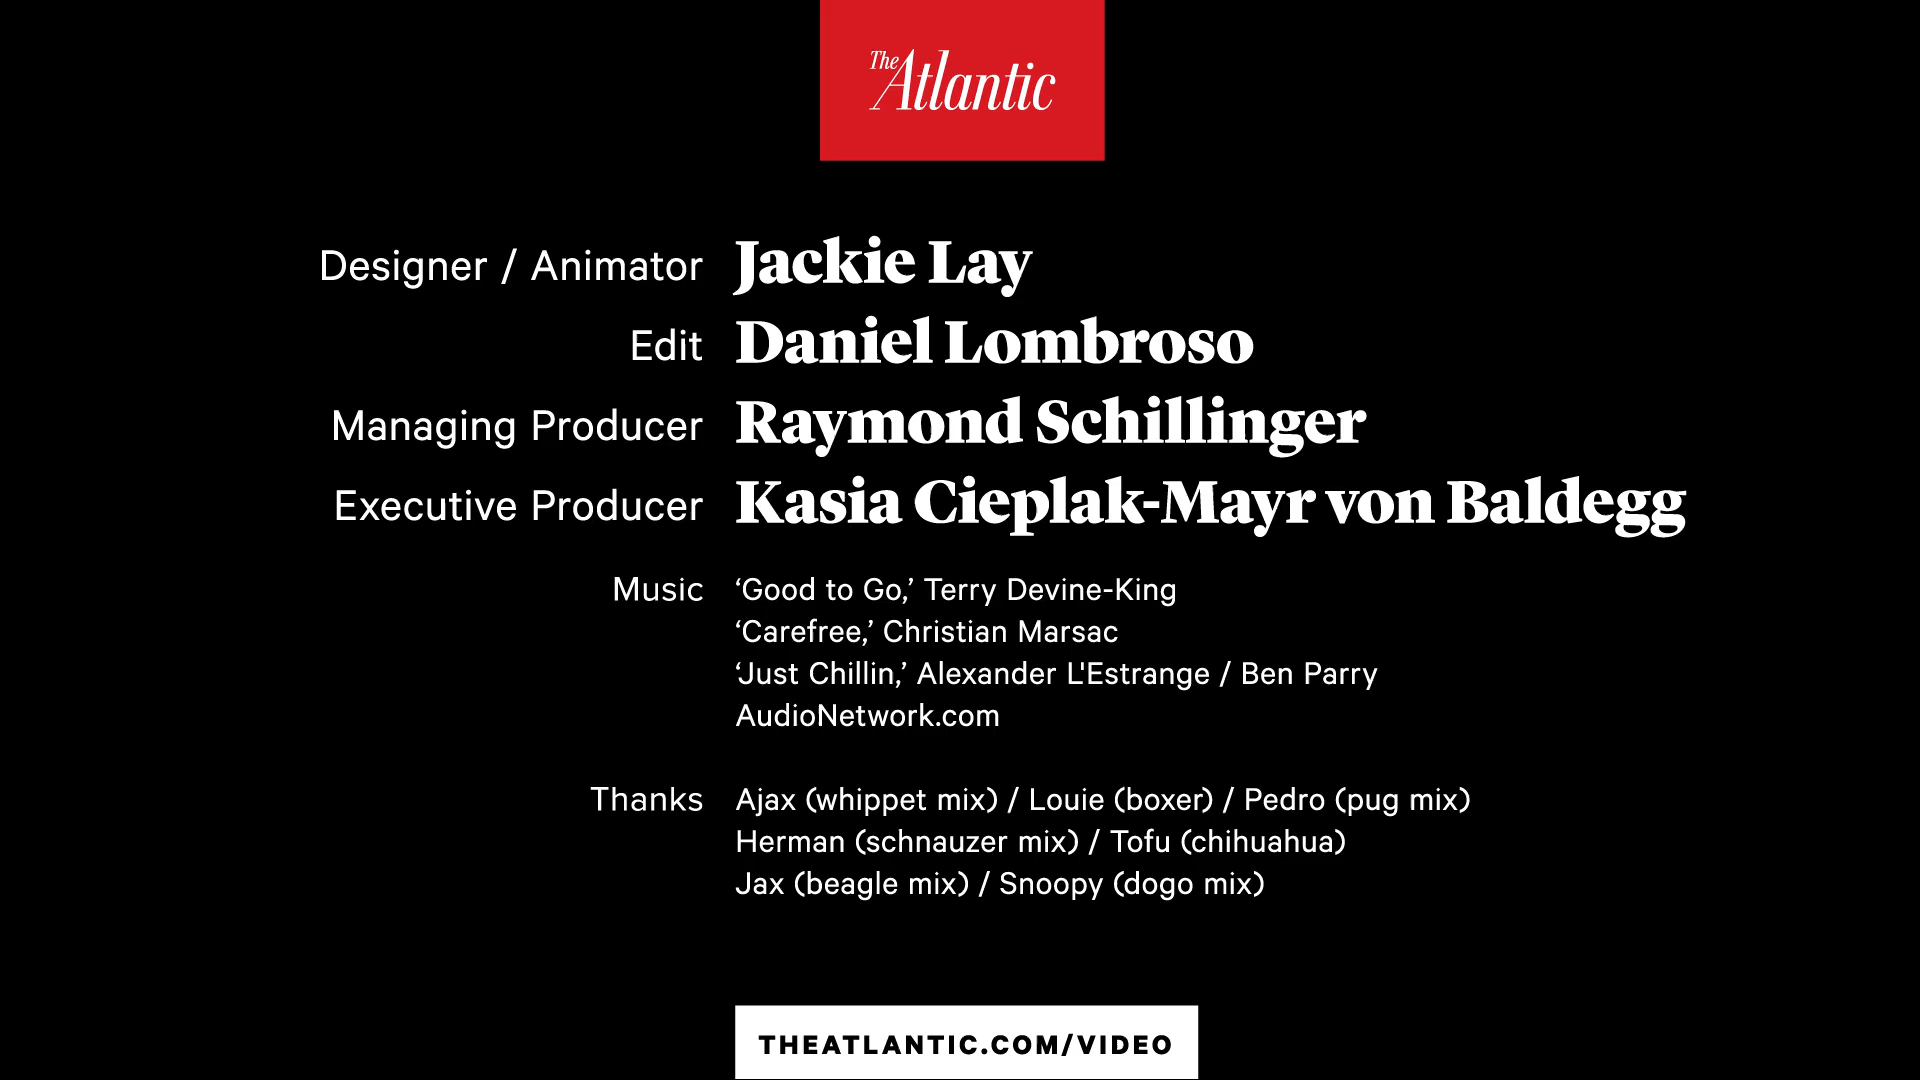 The Atlantic
Designer / Animator Jackie Lay
Edit Daniel Lombroso
Managing Producer Raymond Schillinger
Executive Producer Kasia Cieplak-Mayr von Baldegg
Music ‘Good to Go,’ Terry Devine-King
‘Carefree,’ Christian Marsac
‘Just Chillin,’ Alexander L'Estrange / Ben Parry
AudioNetwork.com
Thanks Ajax (whippet mix) / Louie (boxer) / Pedro (pug mix)
Herman (schnauzer mix) / Tofu (chihuahua)
Jax (beagle mix) / Snoopy (dogo mix)
THEATLANTIC.COM/VIDEO